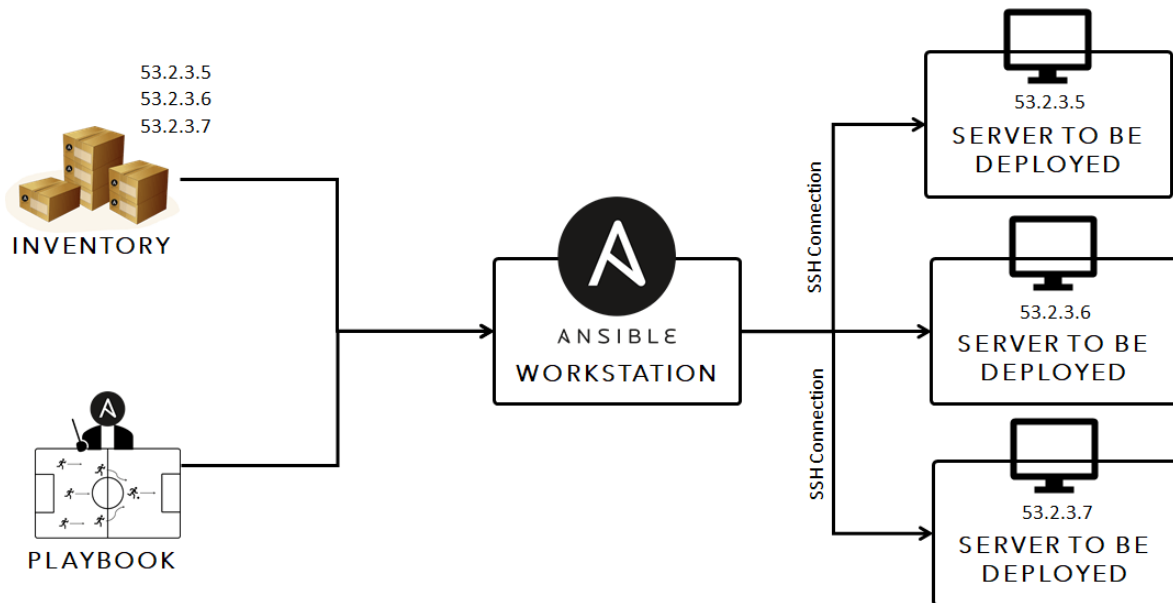 53.2.3.5
53.2.3.6
53.2.3.7
INVENTORY
PLAYBOOK
ANSIBLE
WORKSTATION
SSH Connection
SSH Connection
53.2.3.5
SERVER TO BE
DEPLOYED
53.2.3.6
SERVER TO BE
DEPLOYED
53.2.3.7
SERVER TO BE
DEPLOYED